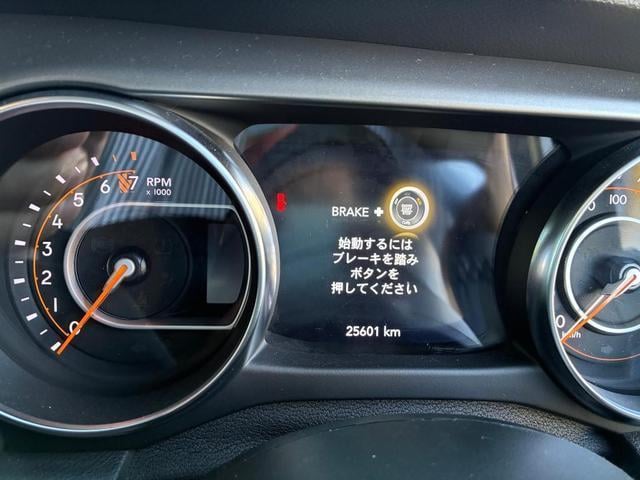 7
6
5
4
3
2
1
0
RPM
x 1000
BRAKE +
始動するには
ブレーキを踏み
ボタンを
押してください
25601 km
100
0
km/h